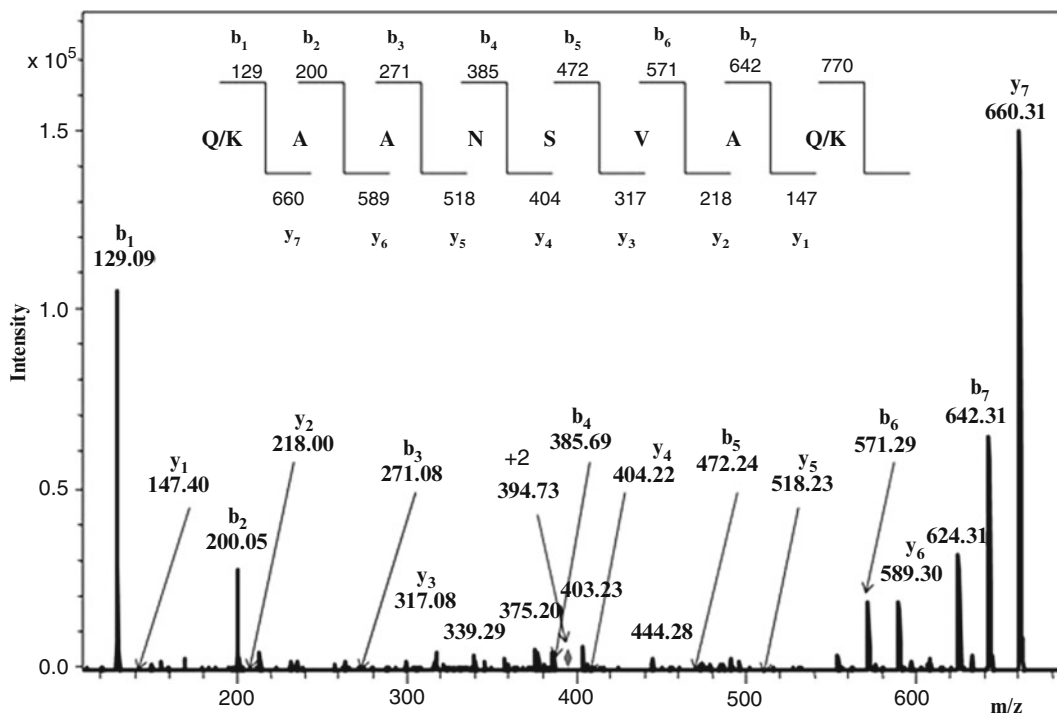 x 10⁵
1.5
1.0
0.5
0.0
Intensity
b₁ b₂ b₃ b₄ b₅ b₆ b₇
129 200 271 385 472 571 642 770
Q/K A A N S V A Q/K
660 589 518 404 317 218 147
y₇ y₆ y₅ y₄ y₃ y₂ y₁
b₁
129.09
y₁
147.40
b₂
200.05
y₂
218.00
b₃
271.08
y₃
317.08
339.29
375.20
+2
394.73
b₄
385.69
403.23
y₄
404.22
444.28
b₅
472.24
y₅
518.23
b₆
571.29
y₆
589.30
624.31
b₇
642.31
y₇
660.31
200 300 400 500 600 m/z